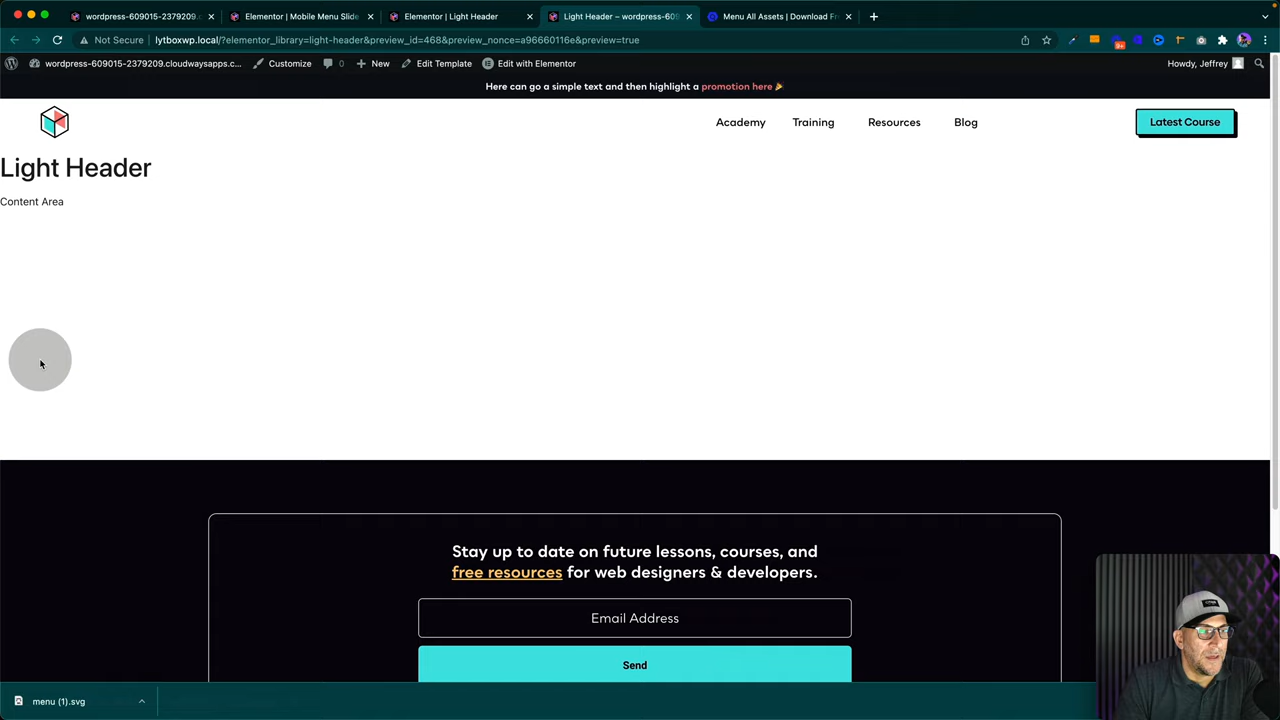 wordpress-609015-2379209.c
Elementor | Mobile Menu Slide
Elementor | Light Header
Light Header – wordpress-609
Menu All Assets | Download Fr
Not Secure
lytboxwp.local/?elementor_library=light-header&preview_id=468&preview_nonce=a96660116e&preview=true
wordpress-609015-2379209.cloudwaysapps.c...
Customize
0
New
Edit Template
Edit with Elementor
Howdy, Jeffrey
Here can go a simple text and then highlight a promotion here 🎉
Academy
Training
Resources
Blog
Latest Course
Light Header
Content Area
Stay up to date on future lessons, courses, and
free resources for web designers & developers.
Email Address
Send
menu (1).svg